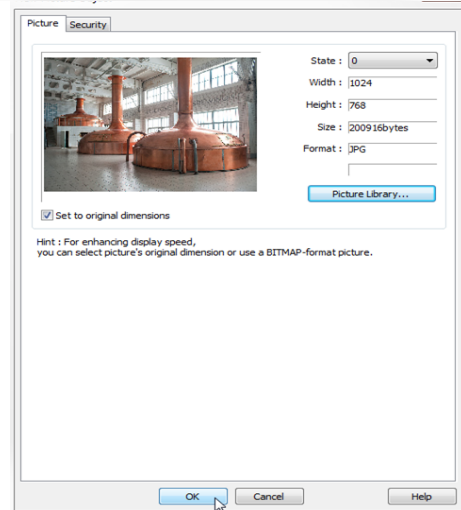 Picture Security
State : 0
Width : 1024
Height : 768
Size : 200916bytes
Format : JPG
Picture Library...
Set to original dimensions
Hint : For enhancing display speed,
you can select picture's original dimension or use a BITMAP-format picture.
OK Cancel Help